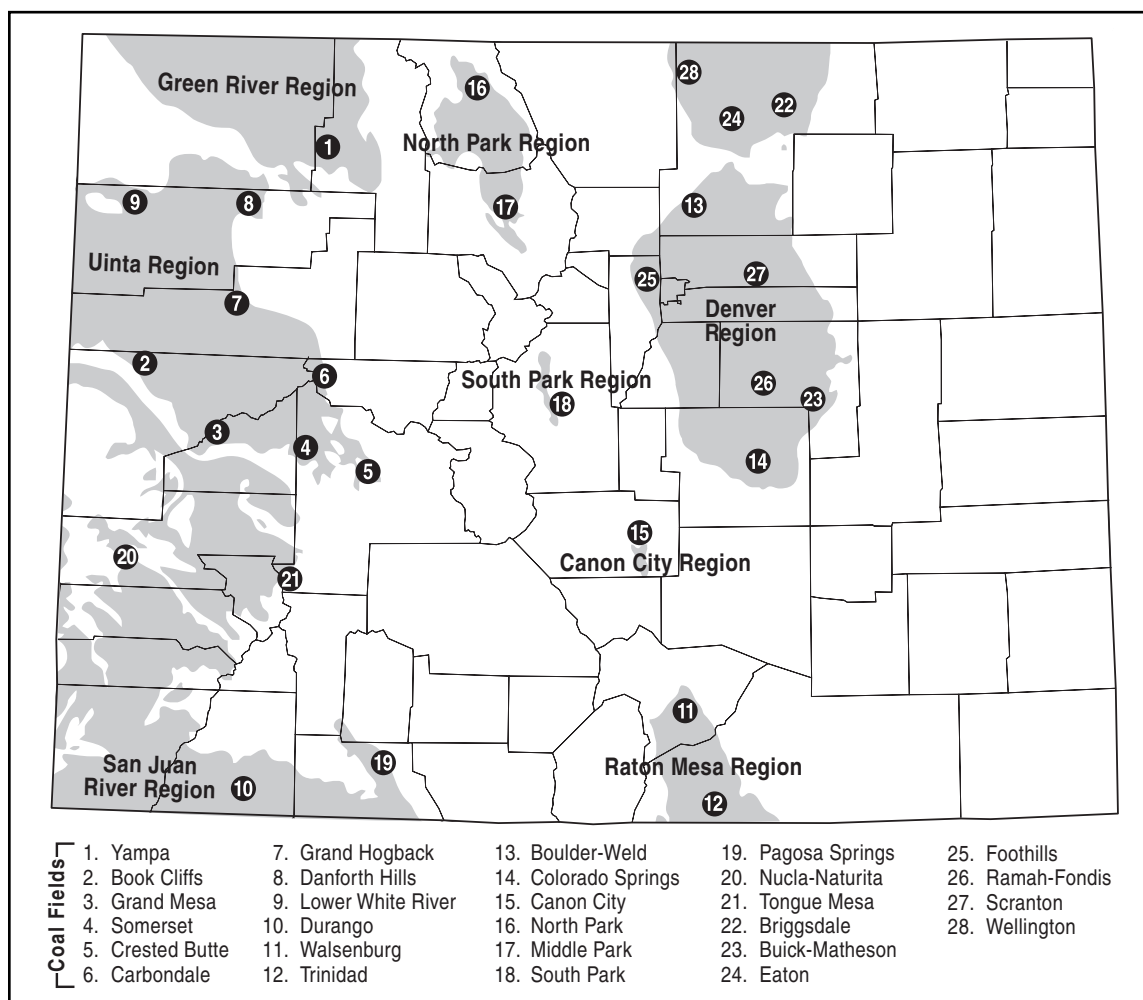 Green River Region
16
28
24
22
1
North Park Region
9
8
17
13
Uinta Region
25
27
7
Denver
Region
2
6
South Park Region
18
26
23
3
4
5
14
15
20
Canon City Region
21
11
San Juan
River Region
19
Raton Mesa Region
10
12
Coal Fields
1. Yampa
2. Book Cliffs
3. Grand Mesa
4. Somerset
5. Crested Butte
6. Carbondale
7. Grand Hogback
8. Danforth Hills
9. Lower White River
10. Durango
11. Walsenburg
12. Trinidad
13. Boulder-Weld
14. Colorado Springs
15. Canon City
16. North Park
17. Middle Park
18. South Park
19. Pagosa Springs
20. Nucla-Naturita
21. Tongue Mesa
22. Briggsdale
23. Buick-Matheson
24. Eaton
25. Foothills
26. Ramah-Fondis
27. Scranton
28. Wellington